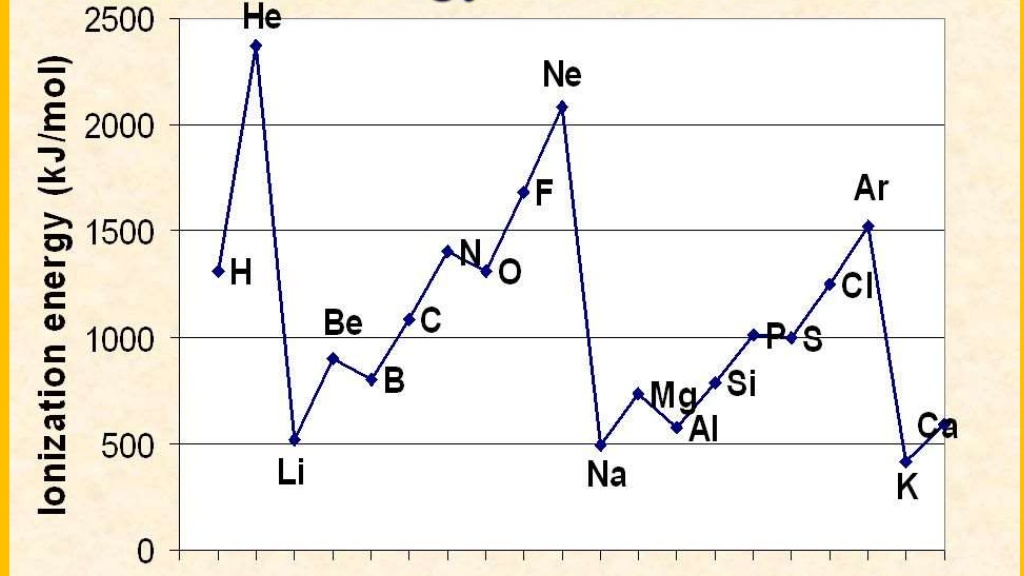 Ionization energy (kJ/mol)
2500
2000
1500
1000
500
0
H
He
Li
Be
B
C
N
O
F
Ne
Na
Mg
Al
Si
P
S
Cl
Ar
K
Ca